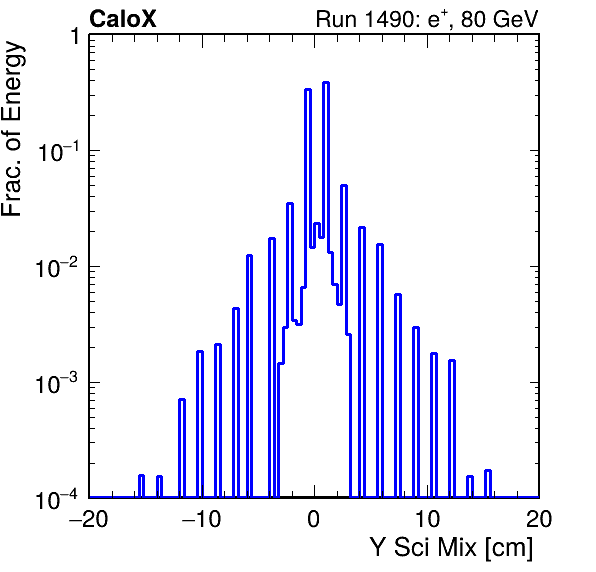 CaloX
Run 1490: e⁺, 80 GeV
Frac. of Energy
1
10⁻¹
10⁻²
10⁻³
10⁻⁴
−20
−10
0
10
20
Y Sci Mix [cm]